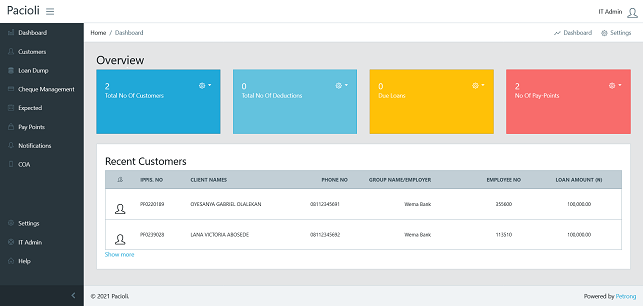 Pacioli
IT Admin
Dashboard
Customers
Loan Dump
Cheque Management
Expected
Pay Points
Notifications
COA
Settings
IT Admin
Help
Home / Dashboard
Dashboard Settings
Overview
2
Total No Of Customers
0
Total No Of Deductions
0
Due Loans
2
No Of Pay-Points
Recent Customers
IPPIS. NO CLIENT NAMES PHONE NO GROUP NAME/EMPLOYER EMPLOYEE NO LOAN AMOUNT (N)
PF0220189 OYESANYA GABRIEL OLALEKAN 08112345691 Wema Bank 355600 100,000.00
PF0239028 LANA VICTORIA ABOSEDE 08112345692 Wema Bank 113510 100,000.00
Show more
© 2021 Pacioli.
Powered by Petrong